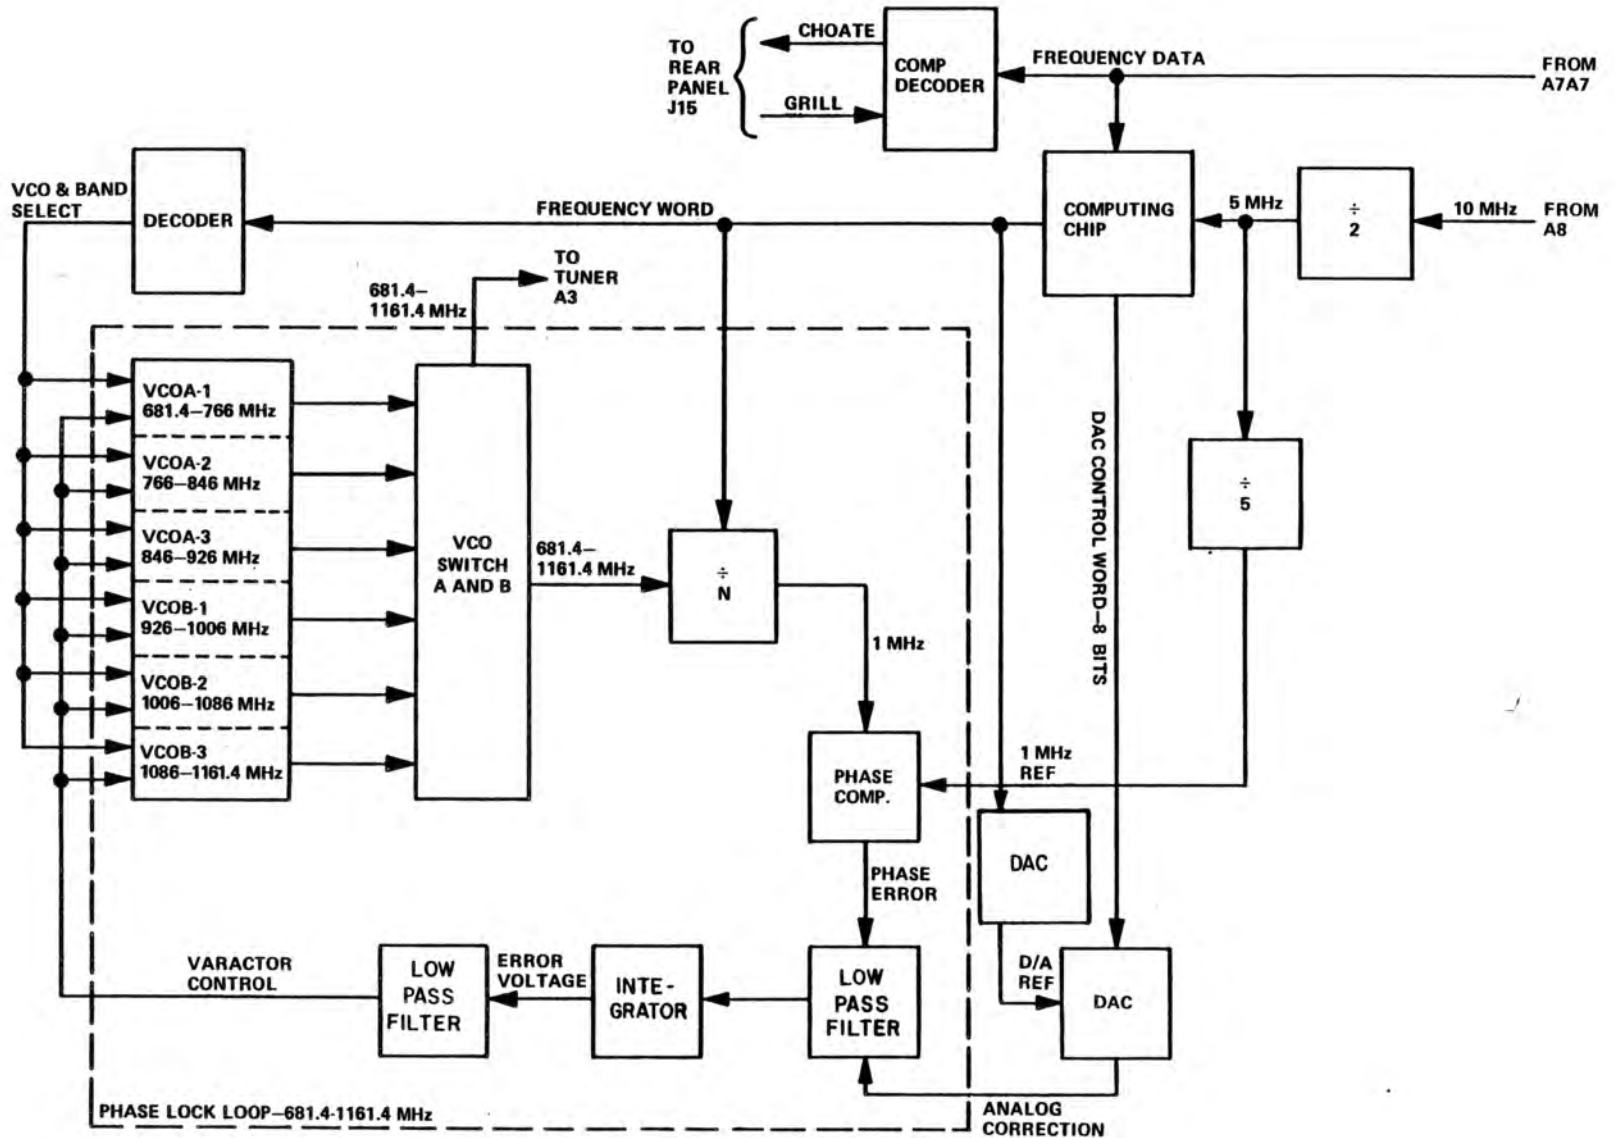 TO
REAR
PANEL
J15
CHOATE
GRILL
COMP
DECODER
FREQUENCY DATA
FROM
A7A7
VCO & BAND
SELECT
DECODER
FREQUENCY WORD
COMPUTING
CHIP
5 MHz
÷
2
10 MHz
FROM
A8
TO
TUNER
A3
681.4–
1161.4 MHz
VCOA-1
681.4–766 MHz
VCOA-2
766–846 MHz
VCOA-3
846–926 MHz
VCOB-1
926–1006 MHz
VCOB-2
1006–1086 MHz
VCOB-3
1086–1161.4 MHz
VCO
SWITCH
A AND B
681.4–
1161.4 MHz
÷
N
1 MHz
DAC CONTROL WORD–8 BITS
÷
5
PHASE
COMP.
1 MHz
REF
DAC
PHASE
ERROR
D/A
REF
DAC
VARACTOR
CONTROL
LOW
PASS
FILTER
ERROR
VOLTAGE
INTE-
GRATOR
LOW
PASS
FILTER
PHASE LOCK LOOP–681.4-1161.4 MHz
ANALOG
CORRECTION